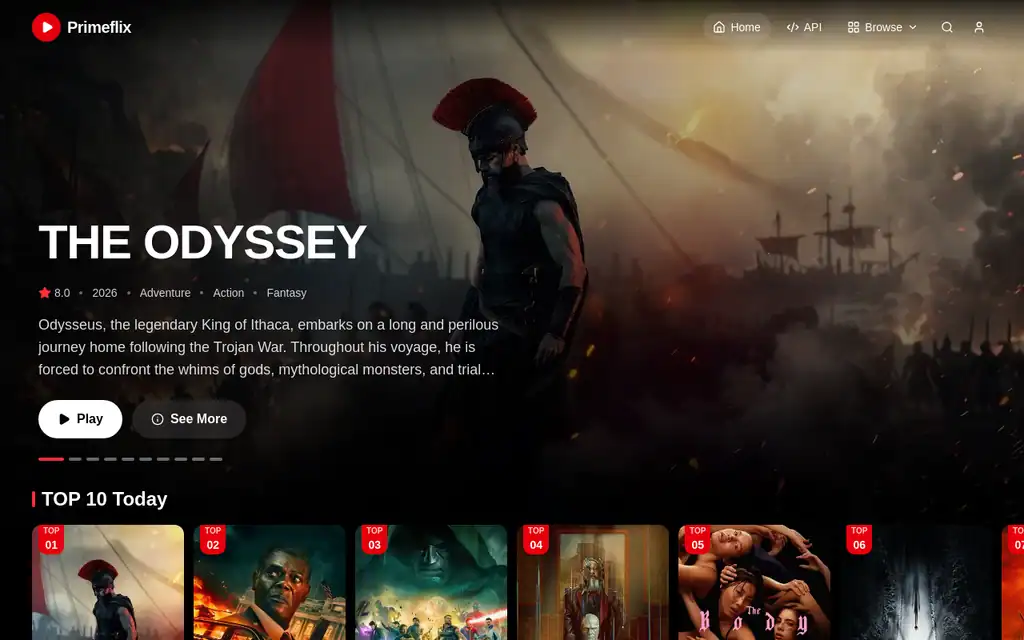 Primeflix
Home
API
Browse
THE ODYSSEY
8.0 • 2026 • Adventure • Action • Fantasy
Odysseus, the legendary King of Ithaca, embarks on a long and perilous
journey home following the Trojan War. Throughout his voyage, he is
forced to confront the whims of gods, mythological monsters, and trial…
Play
See More
TOP 10 Today
TOP
01
TOP
02
TOP
03
TOP
04
TOP
05
The
Body
TOP
06
TOP